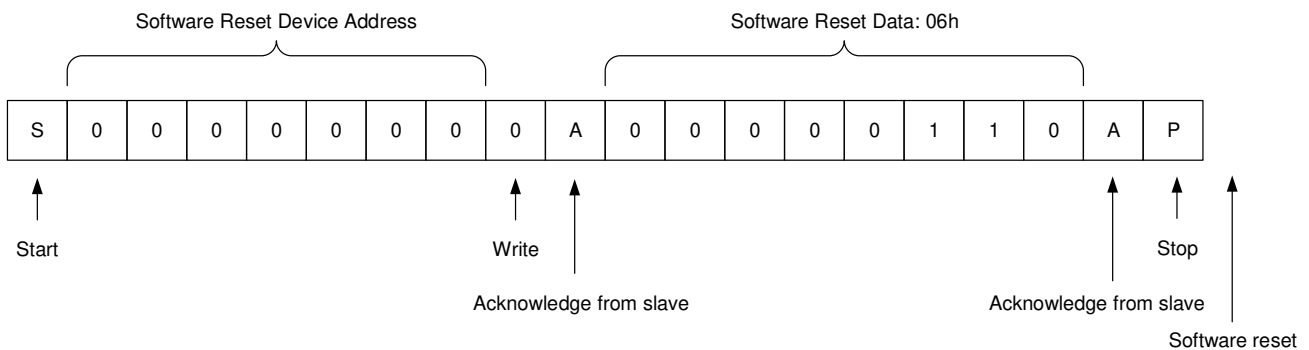 Software Reset Device Address Software Reset Data: 06h
S 0 0 0 0 0 0 0 0 A 0 0 0 0 0 1 1 0 A P
Start Write Stop
Acknowledge from slave Acknowledge from slave
Software reset